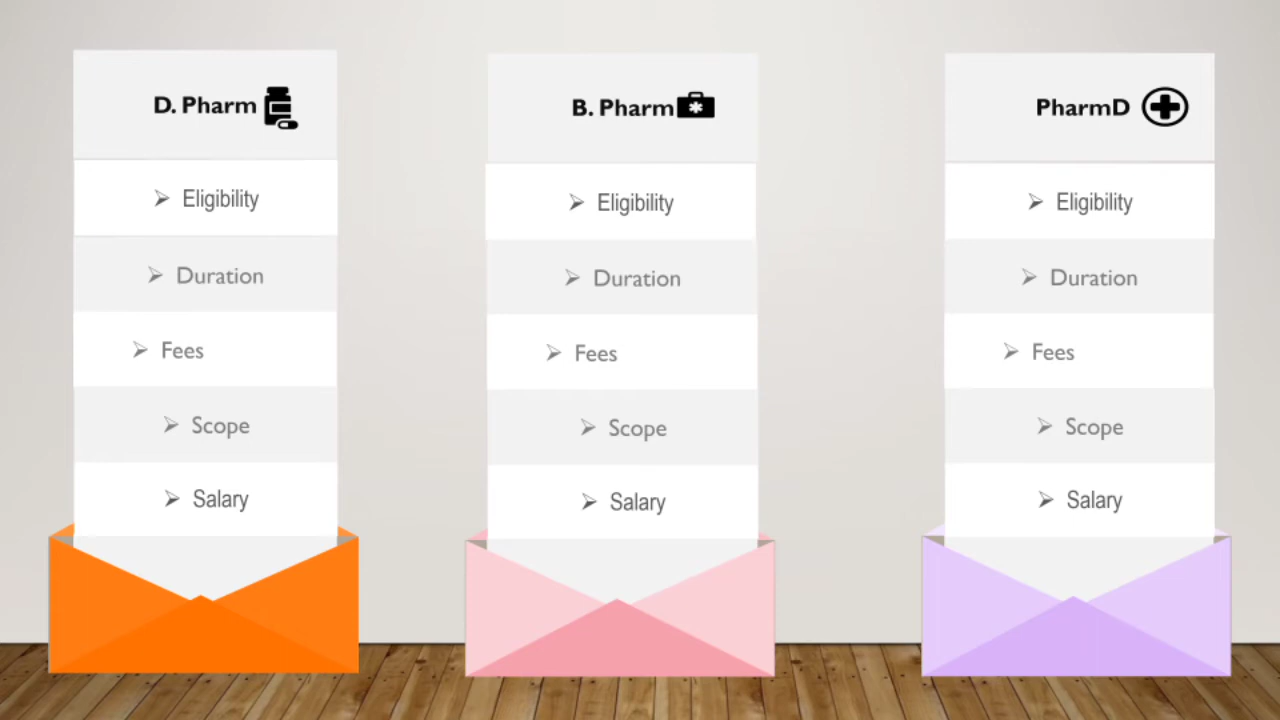 D. Pharm
Eligibility
Duration
Fees
Scope
Salary
B. Pharm
Eligibility
Duration
Fees
Scope
Salary
PharmD
Eligibility
Duration
Fees
Scope
Salary